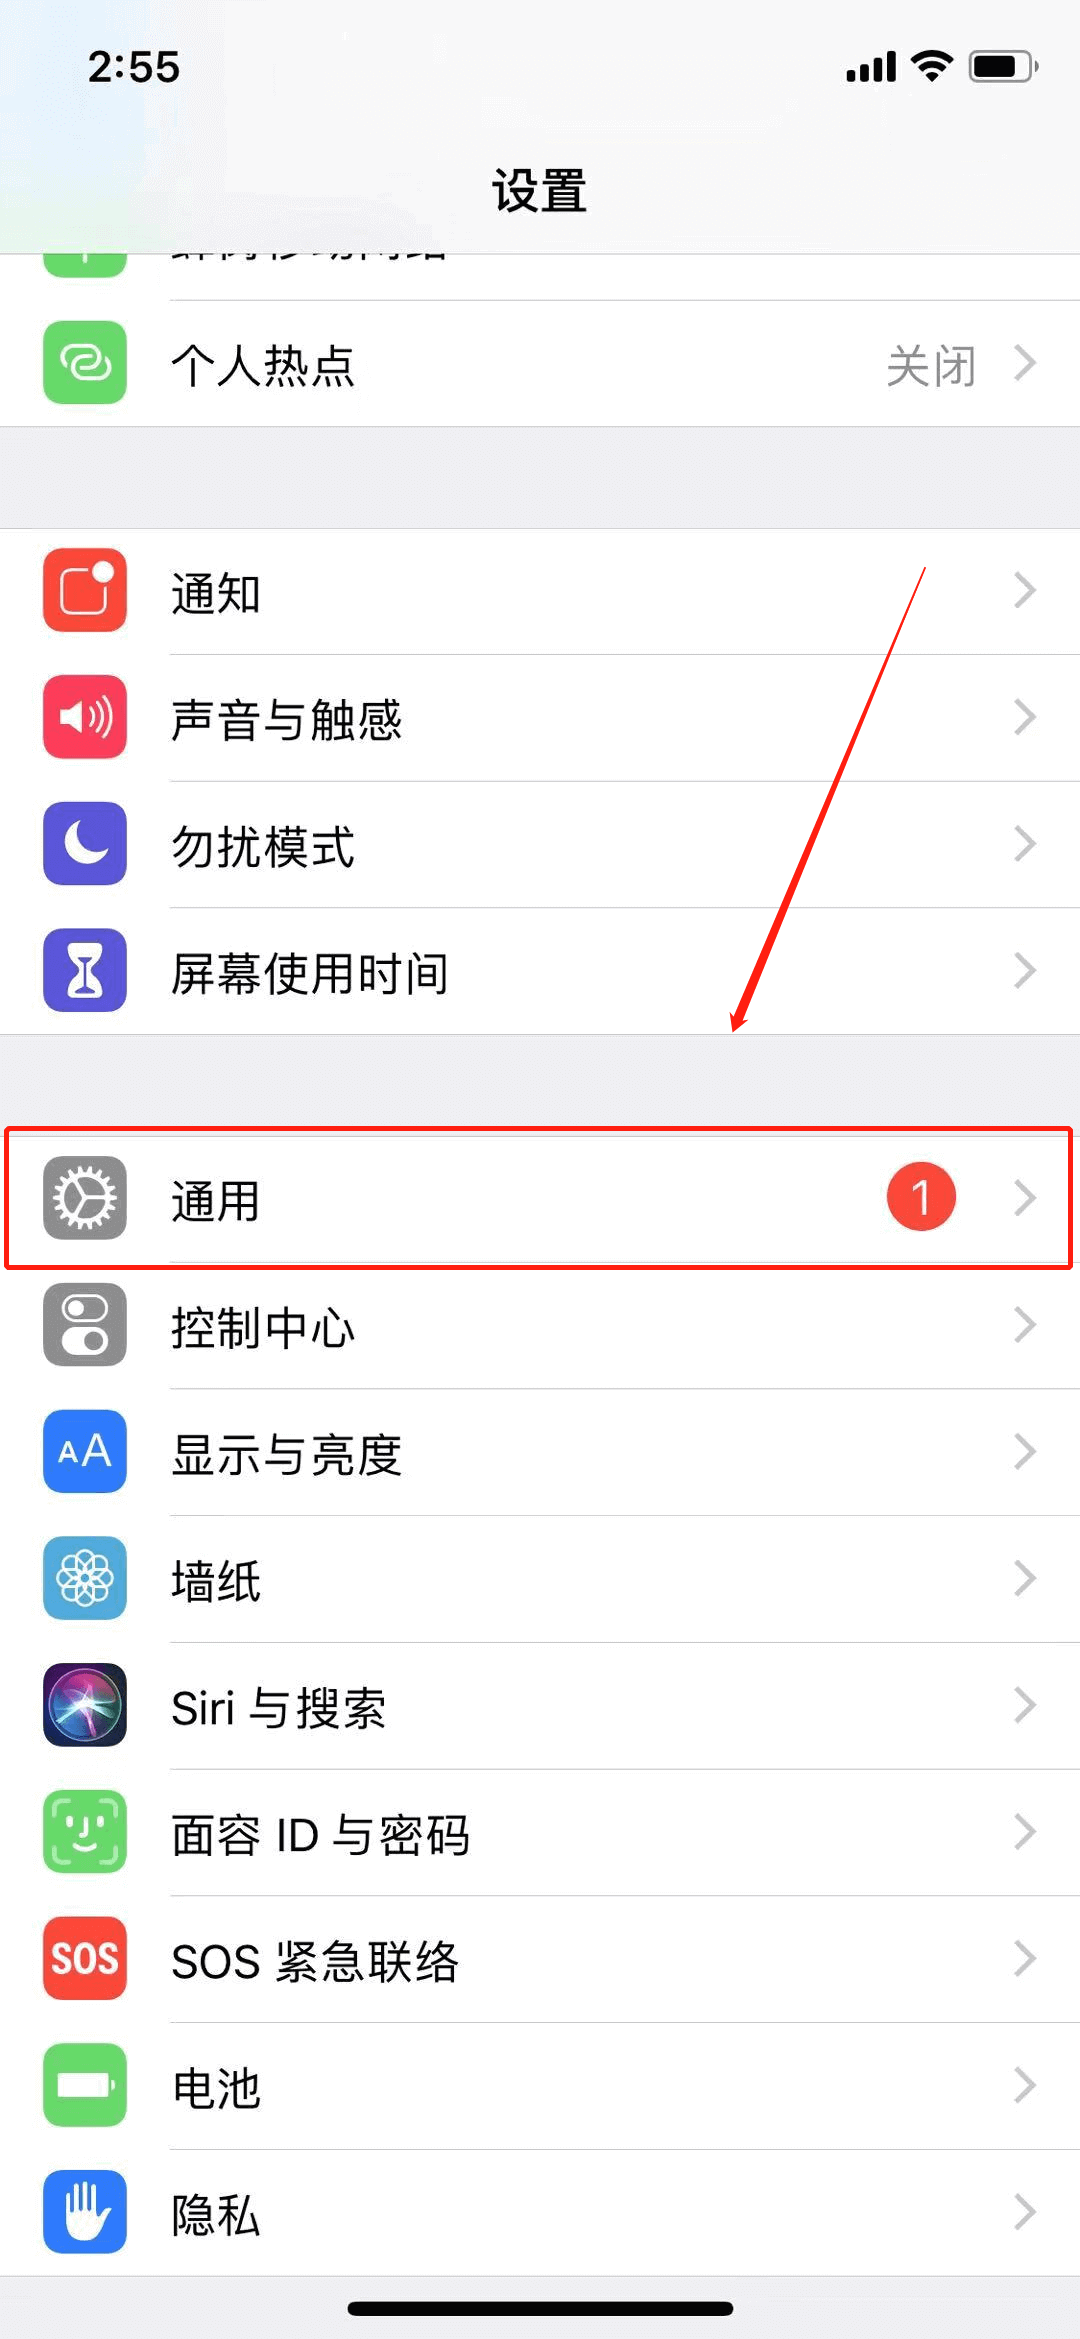 2:55
设置
个人热点
关闭
通知
声音与触感
勿扰模式
屏幕使用时间
通用
1
控制中心
AA
显示与亮度
墙纸
Siri 与搜索
面容 ID 与密码
SOS
SOS 紧急联络
电池
隐私